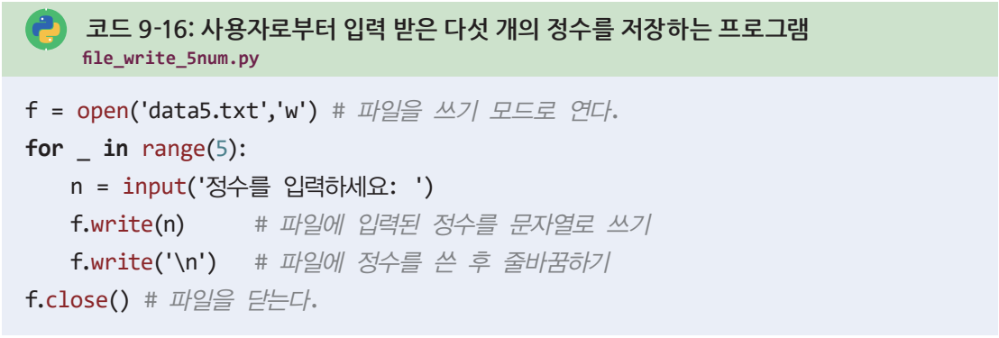 코드 9-16: 사용자로부터 입력 받은 다섯 개의 정수를 저장하는 프로그램
file_write_5num.py
f = open('data5.txt','w') # 파일을 쓰기 모드로 연다.
for _ in range(5):
    n = input('정수를 입력하세요: ')
    f.write(n)      # 파일에 입력된 정수를 문자열로 쓰기
    f.write('\n')   # 파일에 정수를 쓴 후 줄바꿈하기
f.close() # 파일을 닫는다.